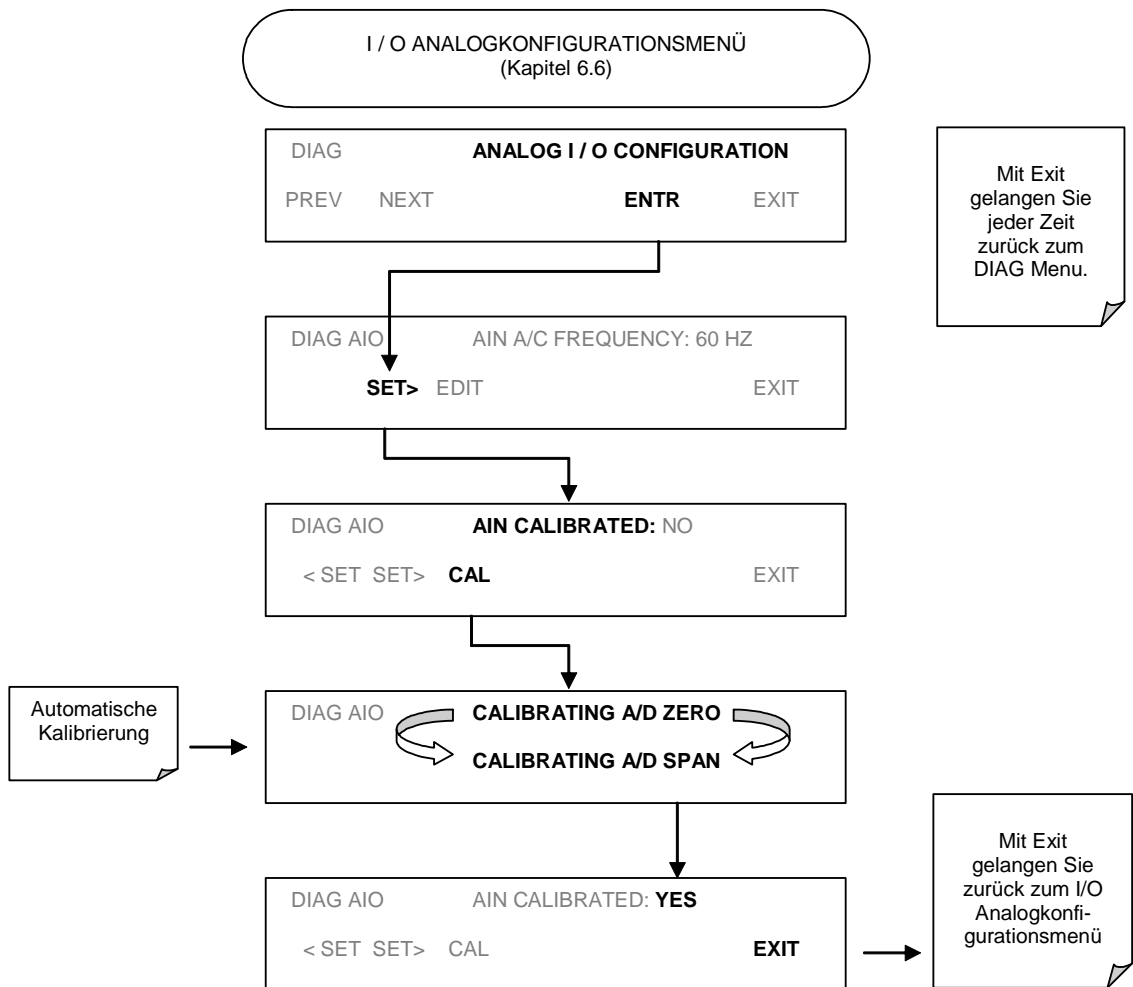 I / O ANALOGKONFIGURATIONSMENÜ
(Kapitel 6.6)
DIAG ANALOG I / O CONFIGURATION
PREV NEXT ENTR EXIT
Mit Exit
gelangen Sie
jeder Zeit
zurück zum
DIAG Menu.
DIAG AIO AIN A/C FREQUENCY: 60 HZ
SET> EDIT EXIT
DIAG AIO AIN CALIBRATED: NO
< SET SET> CAL EXIT
Automatische
Kalibrierung
DIAG AIO CALIBRATING A/D ZERO
CALIBRATING A/D SPAN
DIAG AIO AIN CALIBRATED: YES
< SET SET> CAL EXIT
Mit Exit
gelangen Sie
zurück zum I/O
Analogkonfi-
gurationsmenü